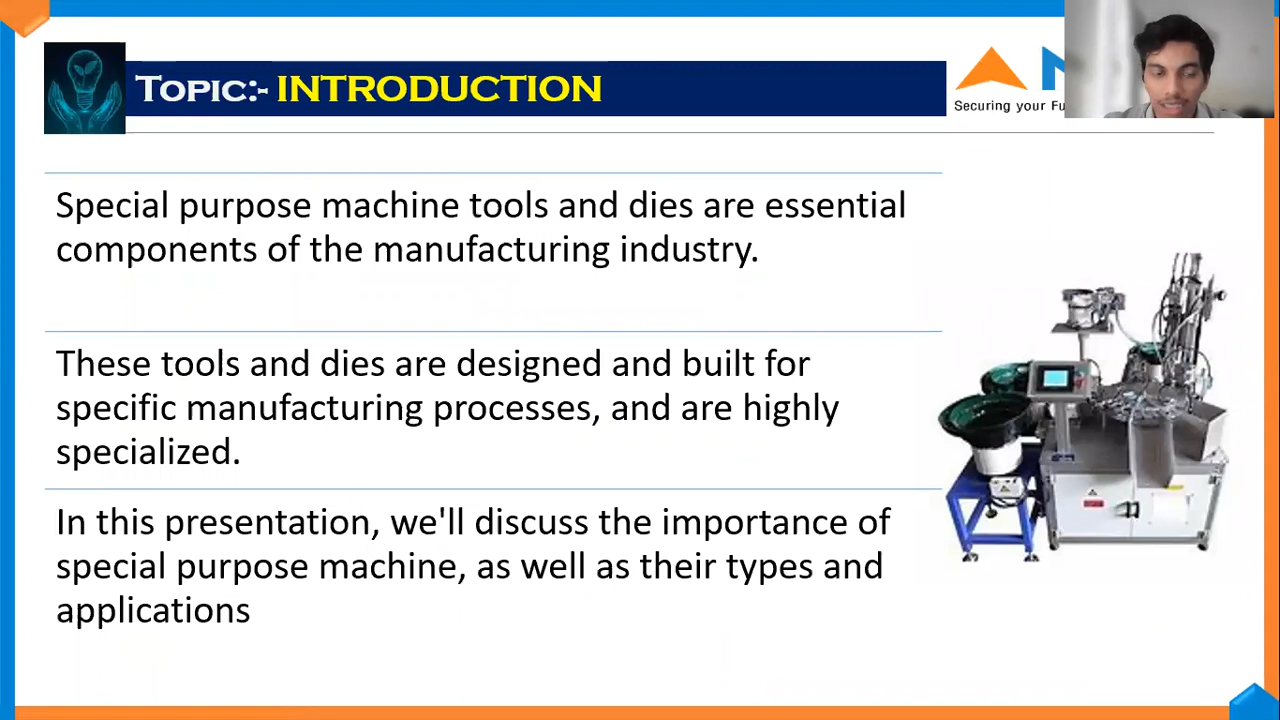 Topic:- INTRODUCTION
Securing your Fu
Special purpose machine tools and dies are essential
components of the manufacturing industry.
These tools and dies are designed and built for
specific manufacturing processes, and are highly
specialized.
In this presentation, we'll discuss the importance of
special purpose machine, as well as their types and
applications